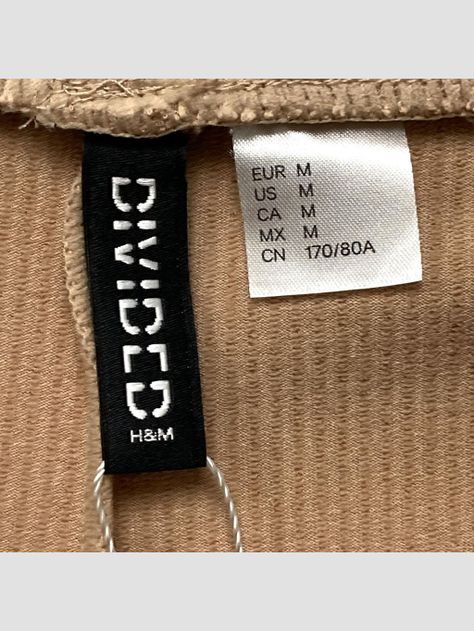 DIVIDED
H&M
EUR M
US M
CA M
MX M
CN 170/80A